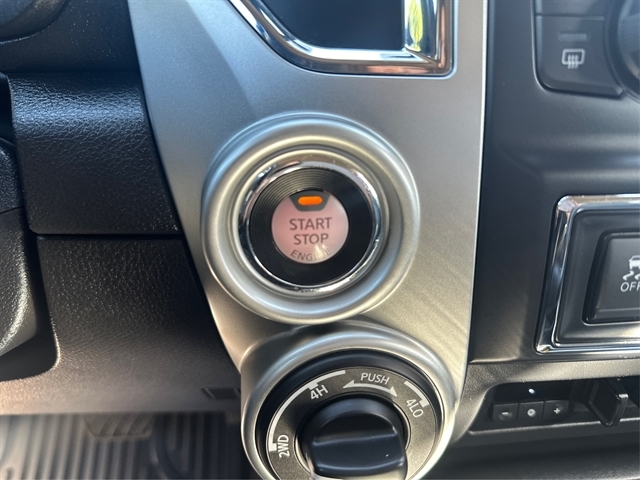 START
STOP
ENGINE
OFF
PUSH
2WD
4H
4LO